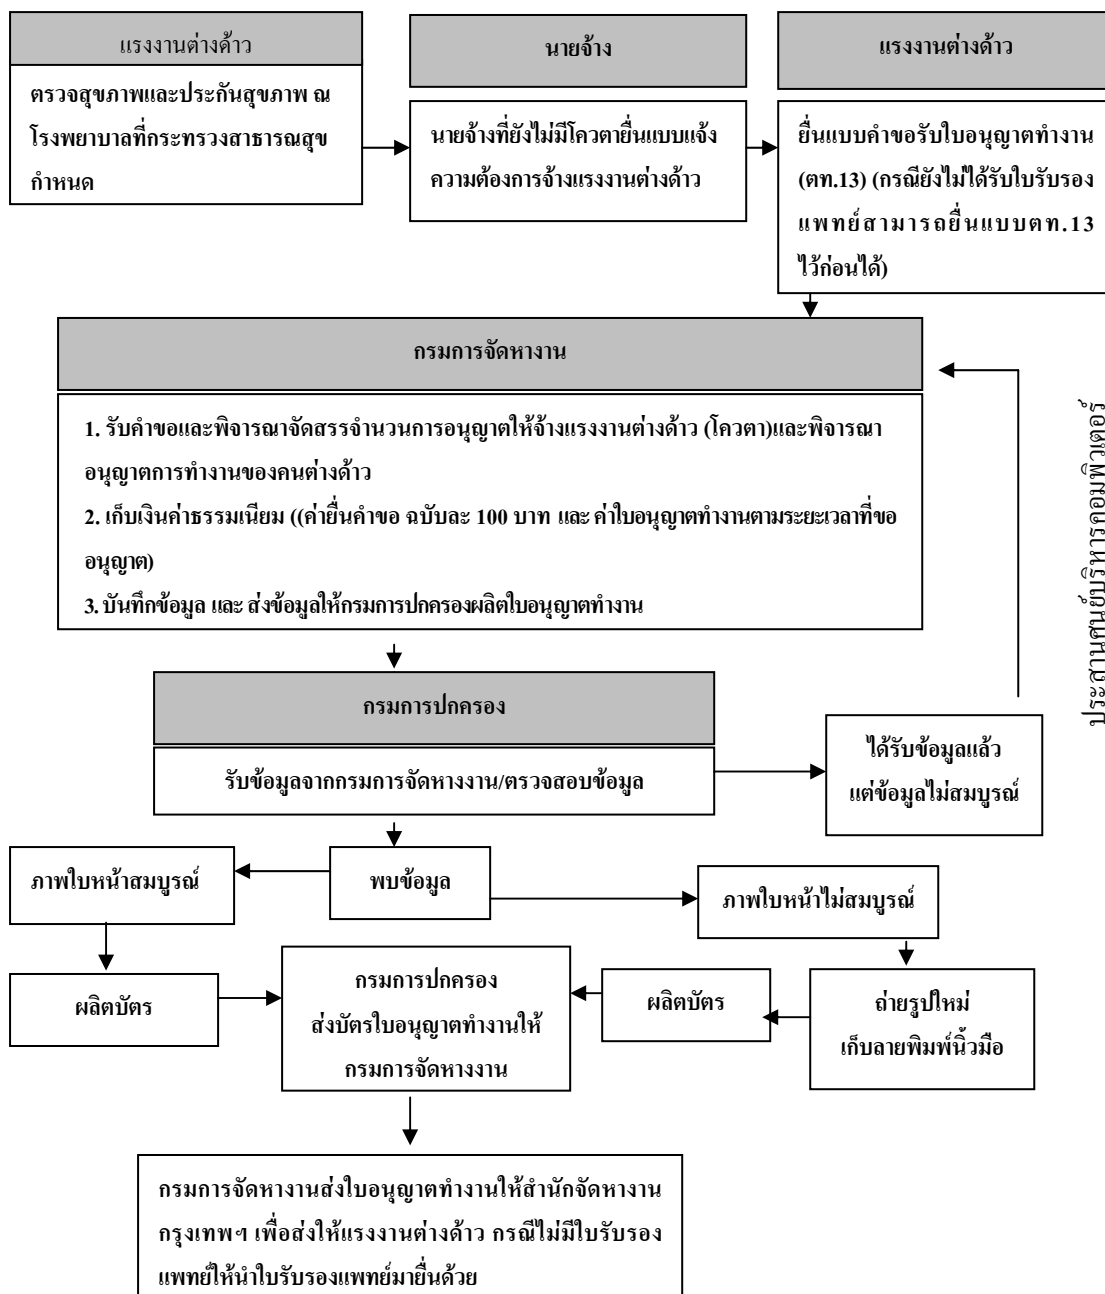 แรงงานต่างด้าว
ตรวจสุขภาพและประกันสุขภาพ ณ
โรงพยาบาลที่กระทรวงสาธารณสุข
กำหนด
นายจ้าง
นายจ้างที่ยังไม่มีโควตายื่นแบบแจ้ง
ความต้องการจ้างแรงงานต่างด้าว
แรงงานต่างด้าว
ยื่นแบบคำขอรับใบอนุญาตทำงาน
(ตท.13) (กรณียังไม่ได้รับใบรับรอง
แพทย์สามารถยื่นแบบตท.13
ไว้ก่อนได้)
กรมการจัดหางาน
1. รับคำขอและพิจารณาจัดสรรจำนวนการอนุญาตให้จ้างแรงงานต่างด้าว (โควตา)และพิจารณา
อนุญาตการทำงานของคนต่างด้าว
2. เก็บเงินค่าธรรมเนียม ((ค่ายื่นคำขอ ฉบับละ 100 บาท และ ค่าใบอนุญาตทำงานตามระยะเวลาที่ขอ
อนุญาต)
3. บันทึกข้อมูล และ ส่งข้อมูลให้กรมการปกครองผลิตใบอนุญาตทำงาน
ประสานศูนย์บริหารคอมพิวเตอร์
กรมการปกครอง
รับข้อมูลจากกรมการจัดหางงาน/ตรวจสอบข้อมูล
ได้รับข้อมูลแล้ว
แต่ข้อมูลไม่สมบูรณ์
ภาพใบหน้าสมบูรณ์
พบข้อมูล
ภาพใบหน้าไม่สมบูรณ์
ผลิตบัตร
กรมการปกครอง
ส่งบัตรใบอนุญาตทำงานให้
กรมการจัดหางงาน
ผลิตบัตร
ถ่ายรูปใหม่
เก็บลายพิมพ์นิ้วมือ
กรมการจัดหางานส่งใบอนุญาตทำงานให้สำนักจัดหางาน
กรุงเทพฯ เพื่อส่งให้แรงงานต่างด้าว กรณีไม่มีใบรับรอง
แพทย์ให้นำใบรับรองแพทย์มายื่นด้วย